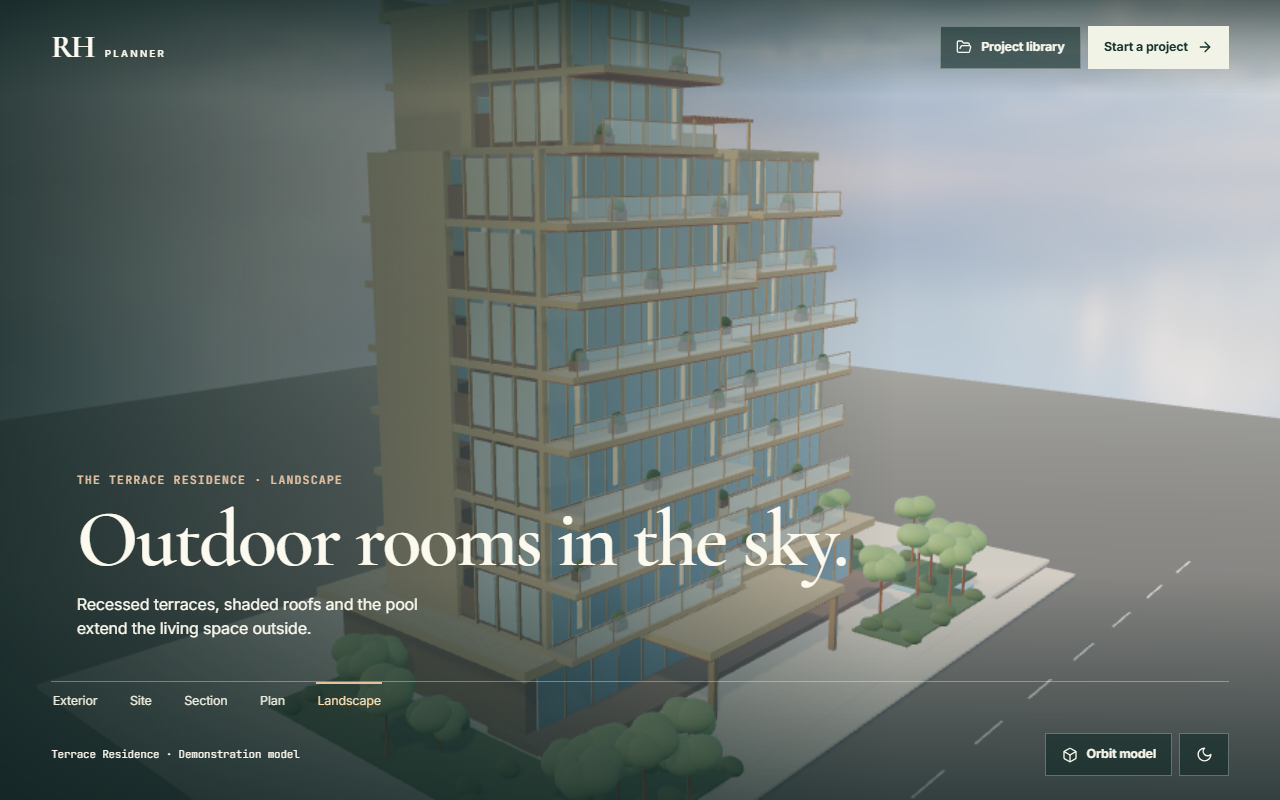 RH PLANNER
Project library
Start a project
THE TERRACE RESIDENCE · LANDSCAPE
Outdoor rooms in the sky.
Recessed terraces, shaded roofs and the pool
extend the living space outside.
Exterior Site Section Plan Landscape
Terrace Residence · Demonstration model
Orbit model